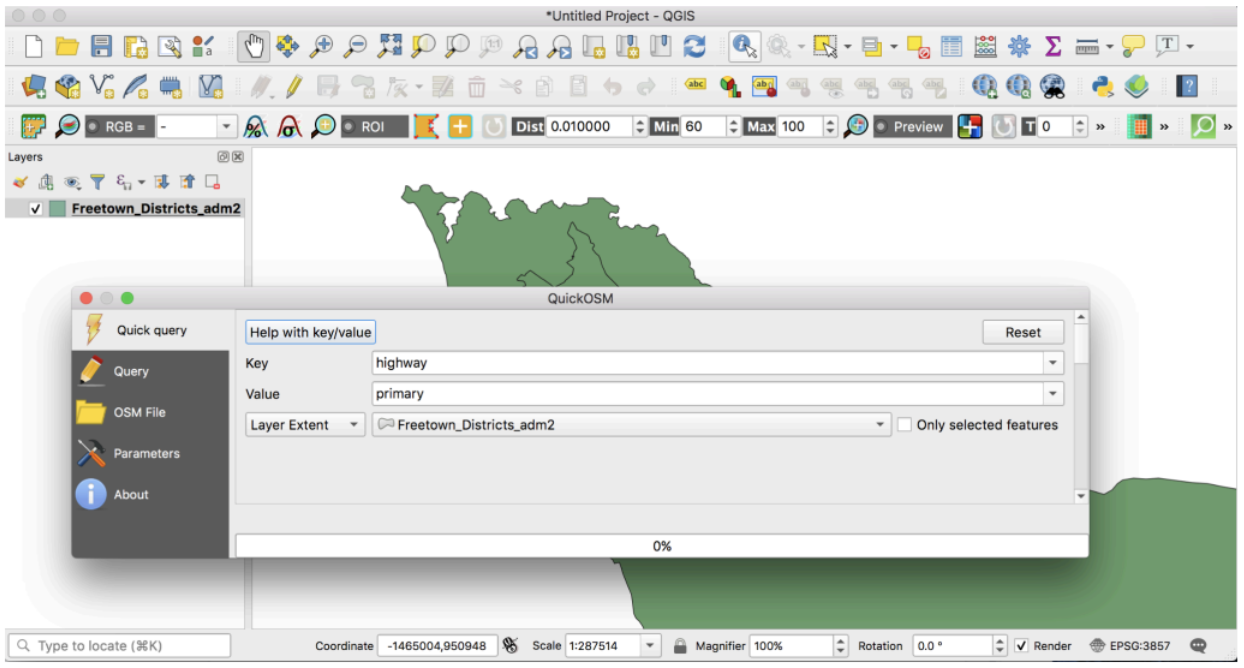 *Untitled Project - QGIS
RGB = -
ROI
Dist 0.010000 Min 60 Max 100
Preview
T 0
Layers
Freetown_Districts_adm2
QuickOSM
Quick query
Query
OSM File
Parameters
About
Help with key/value
Reset
Key highway
Value primary
Layer Extent Freetown_Districts_adm2 Only selected features
0%
Type to locate (⌘K) Coordinate -1465004,950948 Scale 1:287514 Magnifier 100% Rotation 0.0 ° Render EPSG:3857